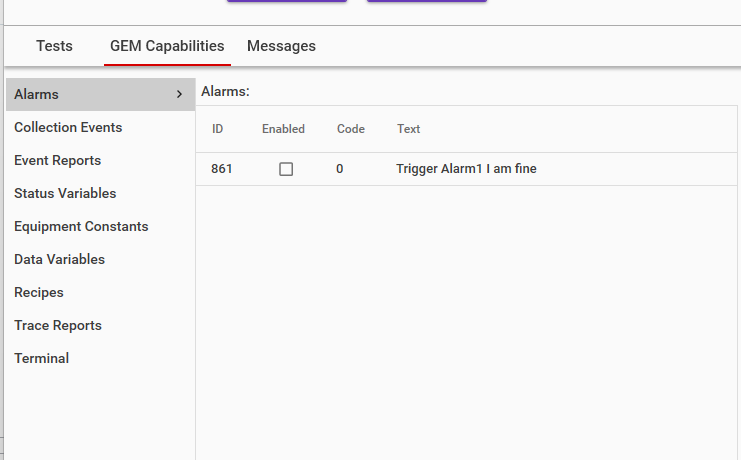 Tests GEM Capabilities Messages
Alarms
Collection Events
Event Reports
Status Variables
Equipment Constants
Data Variables
Recipes
Trace Reports
Terminal
Alarms:
ID Enabled Code Text
861 0 Trigger Alarm1 I am fine